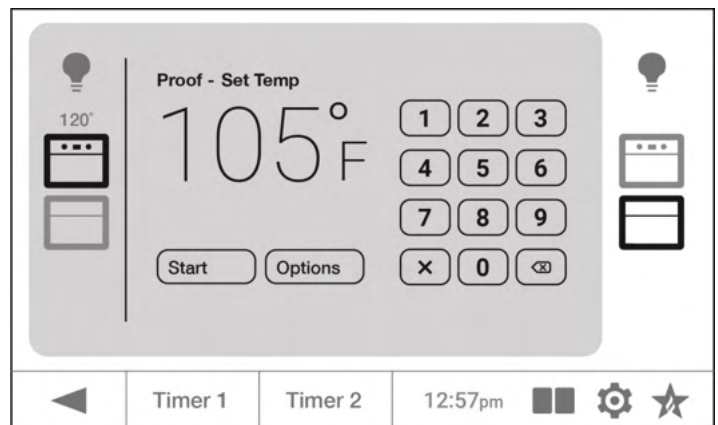 Proof - Set Temp
120°
105°F
1 2 3
4 5 6
7 8 9
Start Options × 0
Timer 1 Timer 2 12:57pm